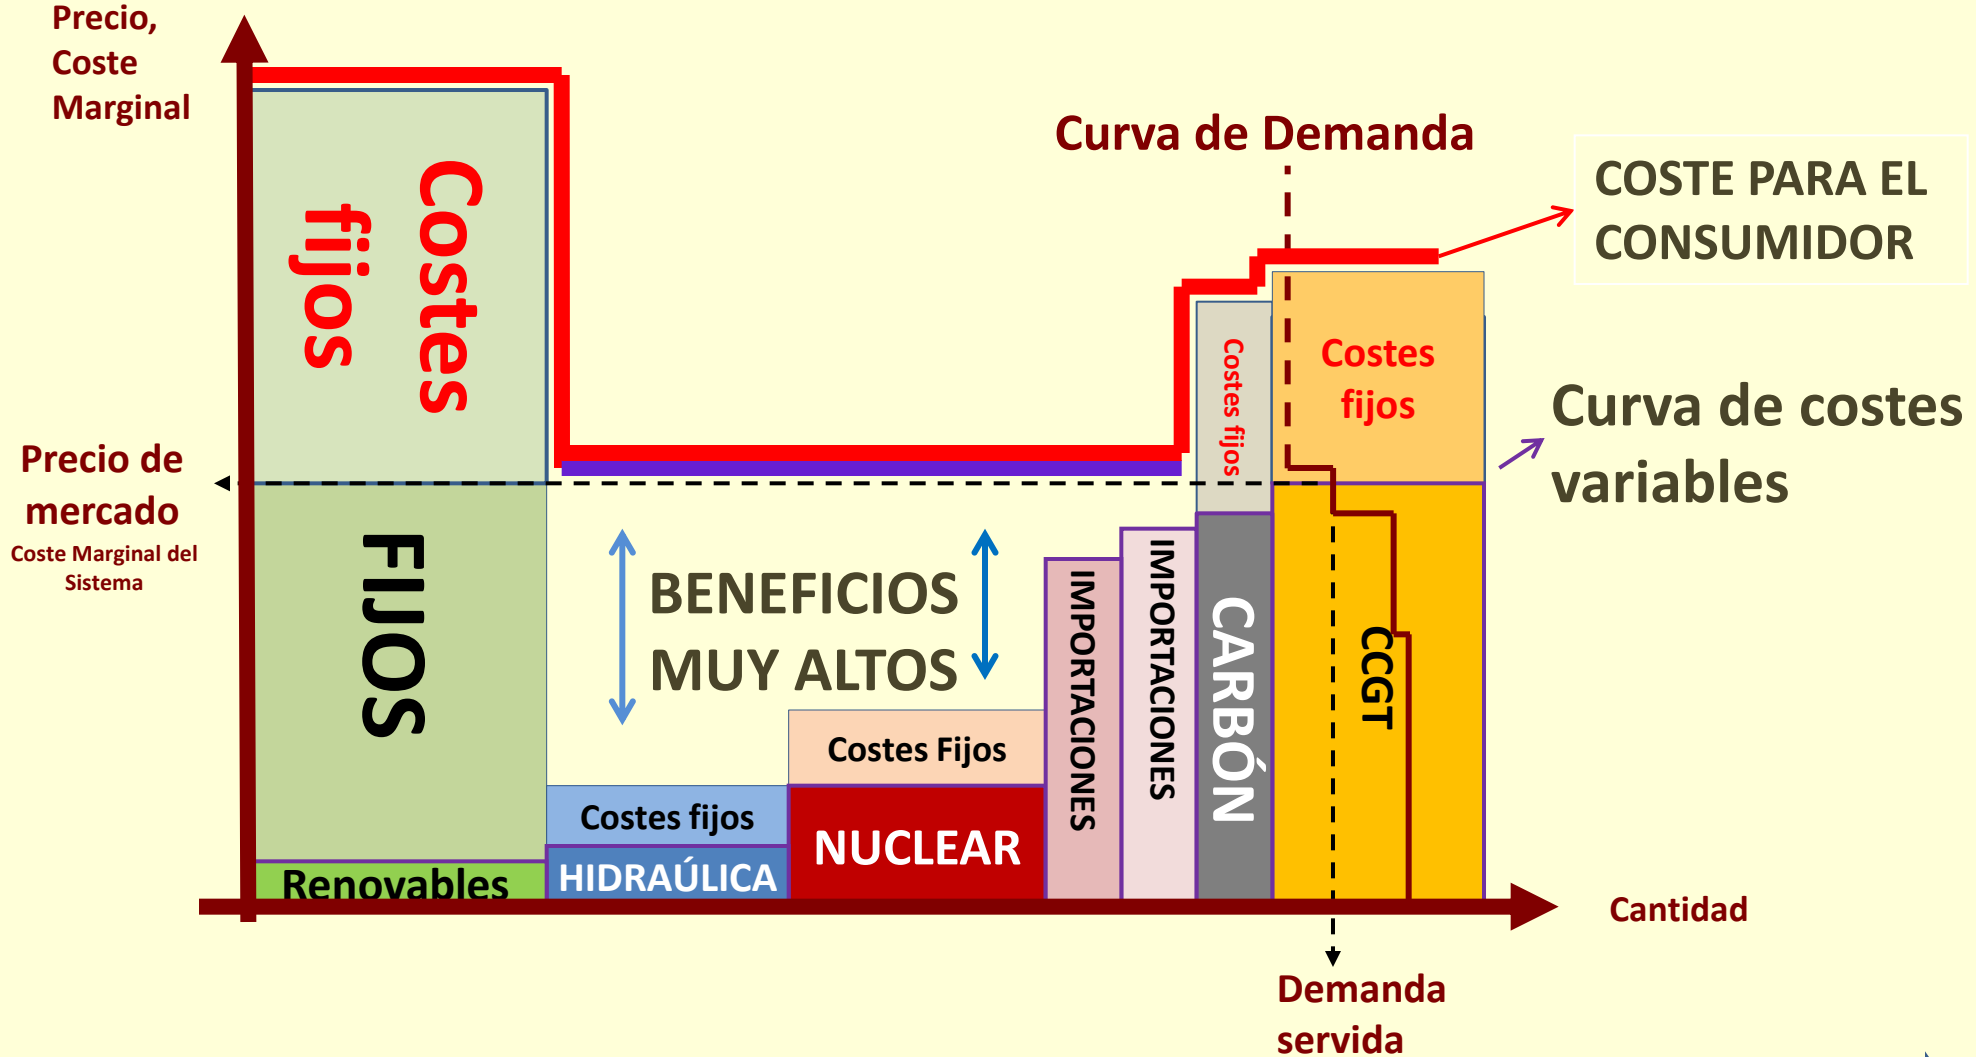 Precio,
Coste
Marginal
Curva de Demanda
COSTE PARA EL
CONSUMIDOR
Costes
fijos
Costes fijos
Costes
fijos
Curva de costes
variables
Precio de
mercado
Coste Marginal del
Sistema
FIJOS
BENEFICIOS
MUY ALTOS
IMPORTACIONES
IMPORTACIONES
CARBÓN
CCGT
Costes Fijos
Costes fijos
NUCLEAR
HIDRAÚLICA
Renovables
Cantidad
Demanda
servida